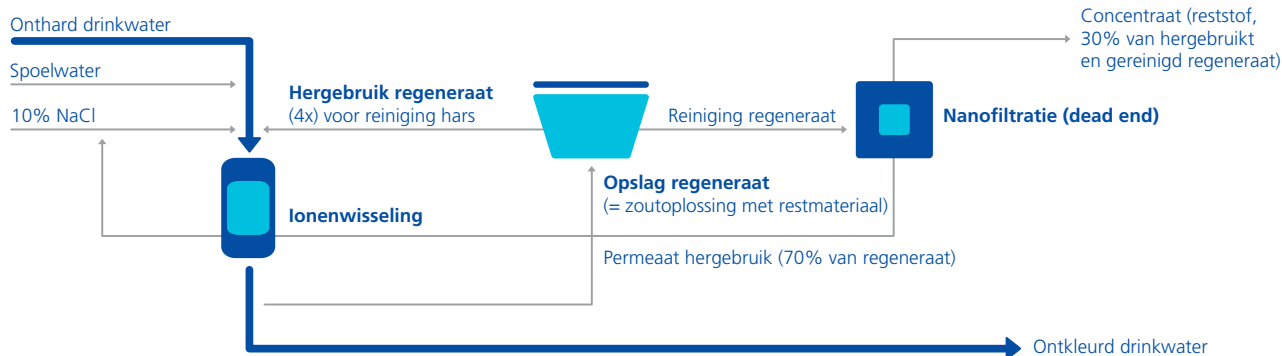 Onthard drinkwater
Spoelwater
10% NaCl
Hergebruik regeneraat
(4x) voor reiniging hars
Ionenwisseling
Reiniging regeneraat
Opslag regeneraat
(= zoutoplossing met restmateriaal)
Permeaat hergebruik (70% van regeneraat)
Concentraat (reststof,
30% van hergebruikt
en gereinigd regeneraat)
Nanofiltratie (dead end)
Ontkleurd drinkwater